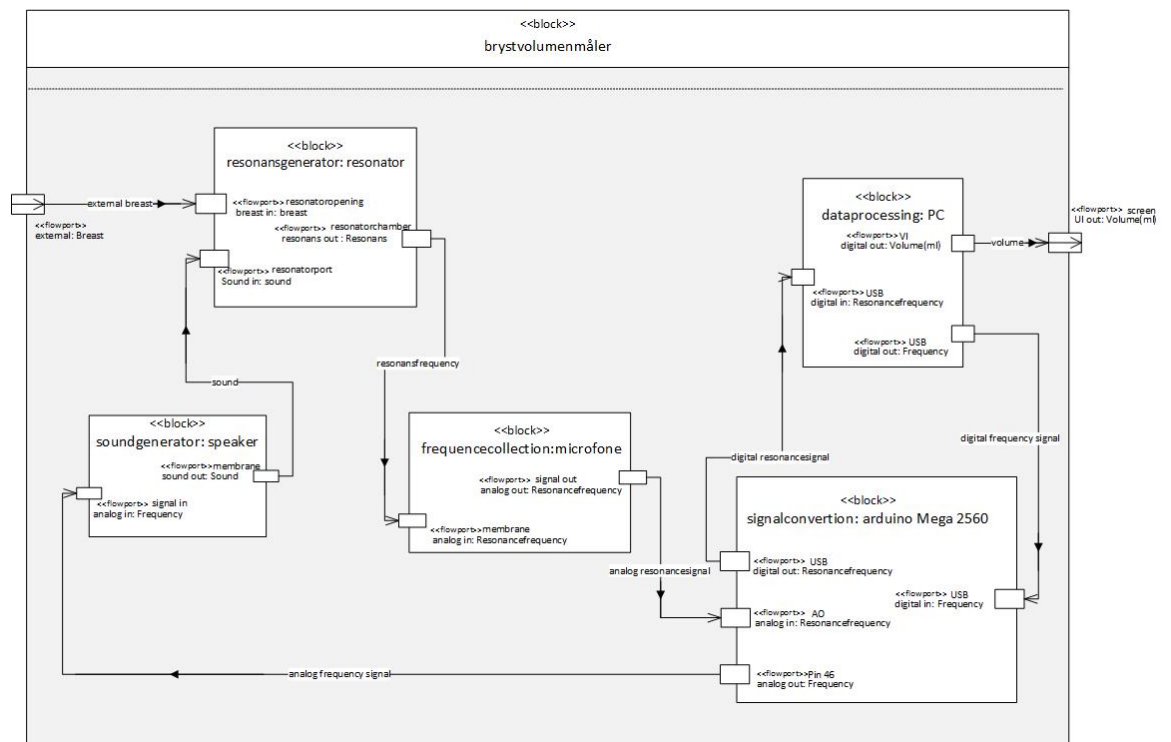 <<block>>
brystvolumenmåler
<<block>>
resonansgenerator: resonator
<<flowport>> resonatoropening
breast in: breast
<<flowport>> resonatorchamber
resonans out : Resonans
<<flowport>> resonatorport
Sound in: sound
external breast
<<flowport>>
external: Breast
<<block>>
dataprocessing: PC
<<flowport>> VI
digital out: Volume(ml)
<<flowport>> USB
digital in: Resonancefrequency
<<flowport>> USB
digital out: Frequency
volume
<<flowport>> screen
UI out: Volume(ml)
resonansfrequency
sound
<<block>>
soundgenerator: speaker
<<flowport>>membrane
sound out: Sound
<<flowport>> signal in
analog in: Frequency
<<block>>
frequencecollection:microfone
<<flowport>> signal out
analog out: Resonancefrequency
<<flowport>>membrane
analog in: Resonancefrequency
digital frequency signal
digital resonancesignal
<<block>>
signalconvertion: arduino Mega 2560
<<flowport>> USB
digital out: Resonancefrequency
<<flowport>> USB
digital in: Frequency
<<flowport>> AO
analog in: Resonancefrequency
<<flowport>>Pin 46
analog out: Frequency
analog resonancesignal
analog frequency signal